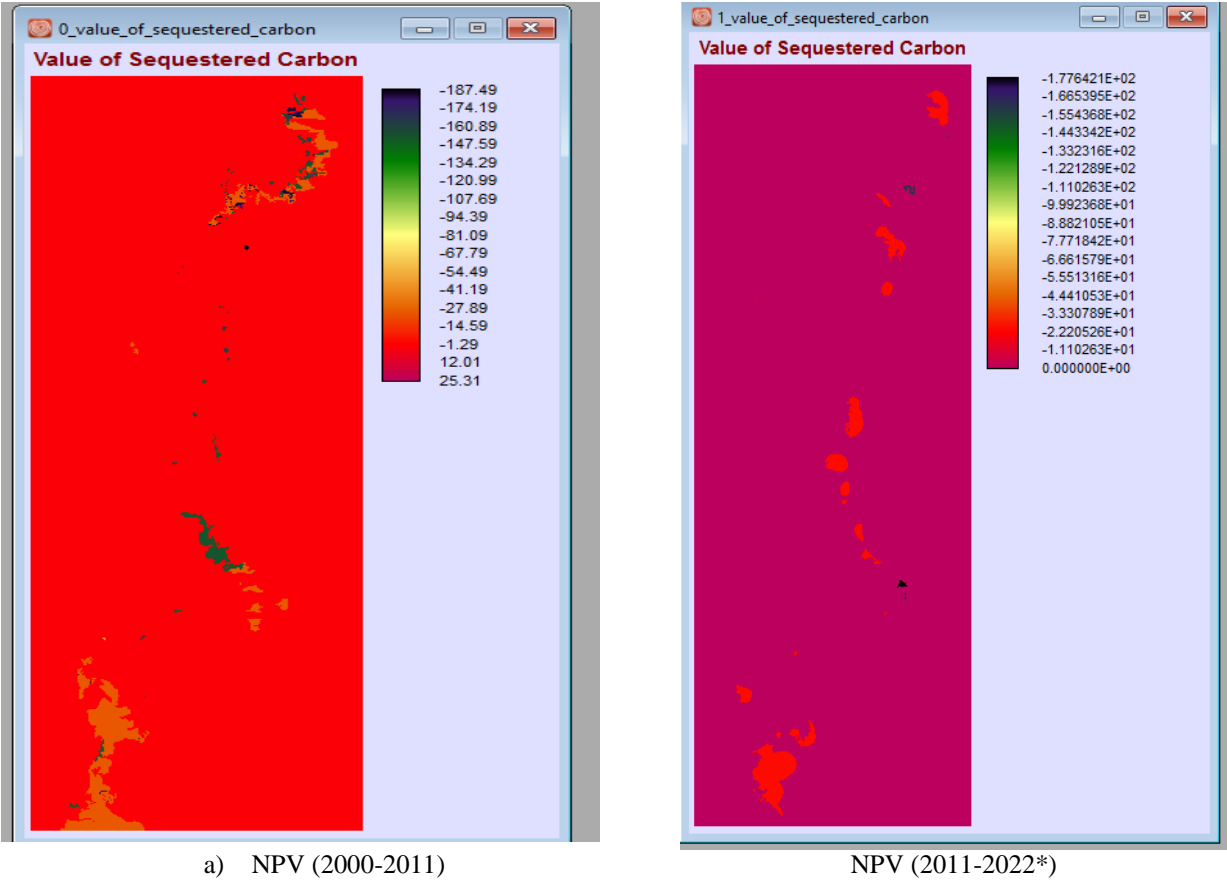 0_value_of_sequestered_carbon
Value of Sequestered Carbon
-187.49
-174.19
-160.89
-147.59
-134.29
-120.99
-107.69
-94.39
-81.09
-67.79
-54.49
-41.19
-27.89
-14.59
-1.29
12.01
25.31
a) NPV (2000-2011)
1_value_of_sequestered_carbon
Value of Sequestered Carbon
-1.776421E+02
-1.665395E+02
-1.554368E+02
-1.443342E+02
-1.332316E+02
-1.221289E+02
-1.110263E+02
-9.992368E+01
-8.882105E+01
-7.771842E+01
-6.661579E+01
-5.551316E+01
-4.441053E+01
-3.330789E+01
-2.220526E+01
-1.110263E+01
0.000000E+00
NPV (2011-2022*)